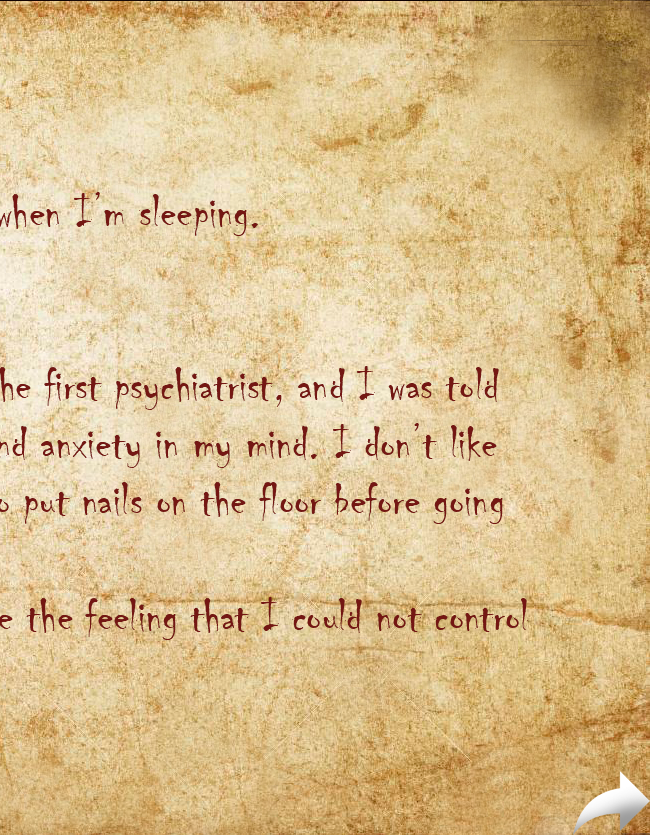 when I'm sleeping.
he first psychiatrist, and I was told
nd anxiety in my mind. I don't like
o put nails on the floor before going
e the feeling that I could not control